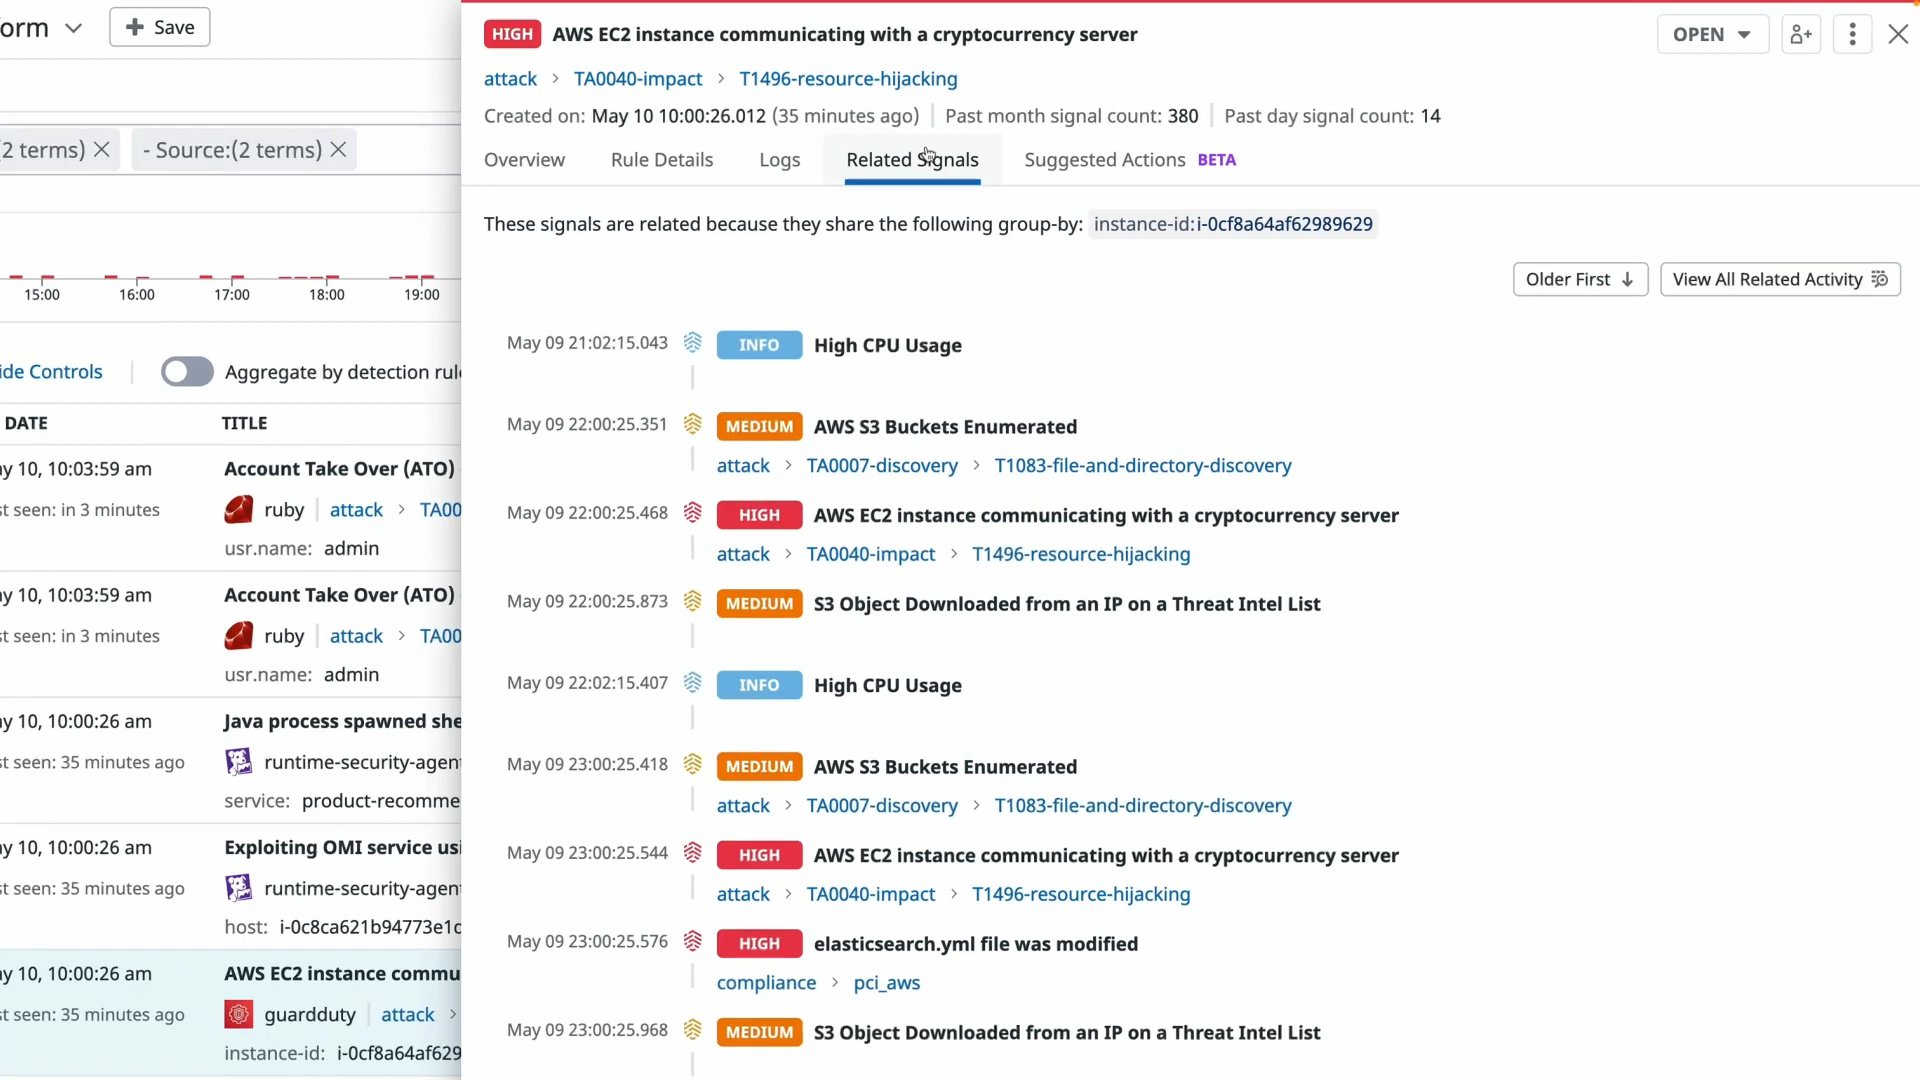 orm
+ Save
2 terms)
- Source:(2 terms)
15:00 16:00 17:00 18:00 19:00
ide Controls
Aggregate by detection rul
DATE TITLE
ay 10, 10:03:59 am Account Take Over (ATO)
st seen: in 3 minutes ruby attack > TA00
usr.name: admin
ay 10, 10:03:59 am Account Take Over (ATO)
st seen: in 3 minutes ruby attack > TA00
usr.name: admin
ay 10, 10:00:26 am Java process spawned she
st seen: 35 minutes ago runtime-security-agent
service: product-recomme
ay 10, 10:00:26 am Exploiting OMI service usi
st seen: 35 minutes ago runtime-security-agent
host: i-0c8ca621b94773e1c
ay 10, 10:00:26 am AWS EC2 instance commu
st seen: 35 minutes ago guardduty attack >
instance-id: i-0cf8a64af629
HIGH AWS EC2 instance communicating with a cryptocurrency server
OPEN
attack > TA0040-impact > T1496-resource-hijacking
Created on: May 10 10:00:26.012 (35 minutes ago) Past month signal count: 380 Past day signal count: 14
Overview Rule Details Logs Related Signals Suggested Actions BETA
These signals are related because they share the following group-by: instance-id:i-0cf8a64af62989629
Older First View All Related Activity
May 09 21:02:15.043 INFO High CPU Usage
May 09 22:00:25.351 MEDIUM AWS S3 Buckets Enumerated
attack > TA0007-discovery > T1083-file-and-directory-discovery
May 09 22:00:25.468 HIGH AWS EC2 instance communicating with a cryptocurrency server
attack > TA0040-impact > T1496-resource-hijacking
May 09 22:00:25.873 MEDIUM S3 Object Downloaded from an IP on a Threat Intel List
May 09 22:02:15.407 INFO High CPU Usage
May 09 23:00:25.418 MEDIUM AWS S3 Buckets Enumerated
attack > TA0007-discovery > T1083-file-and-directory-discovery
May 09 23:00:25.544 HIGH AWS EC2 instance communicating with a cryptocurrency server
attack > TA0040-impact > T1496-resource-hijacking
May 09 23:00:25.576 HIGH elasticsearch.yml file was modified
compliance > pci_aws
May 09 23:00:25.968 MEDIUM S3 Object Downloaded from an IP on a Threat Intel List